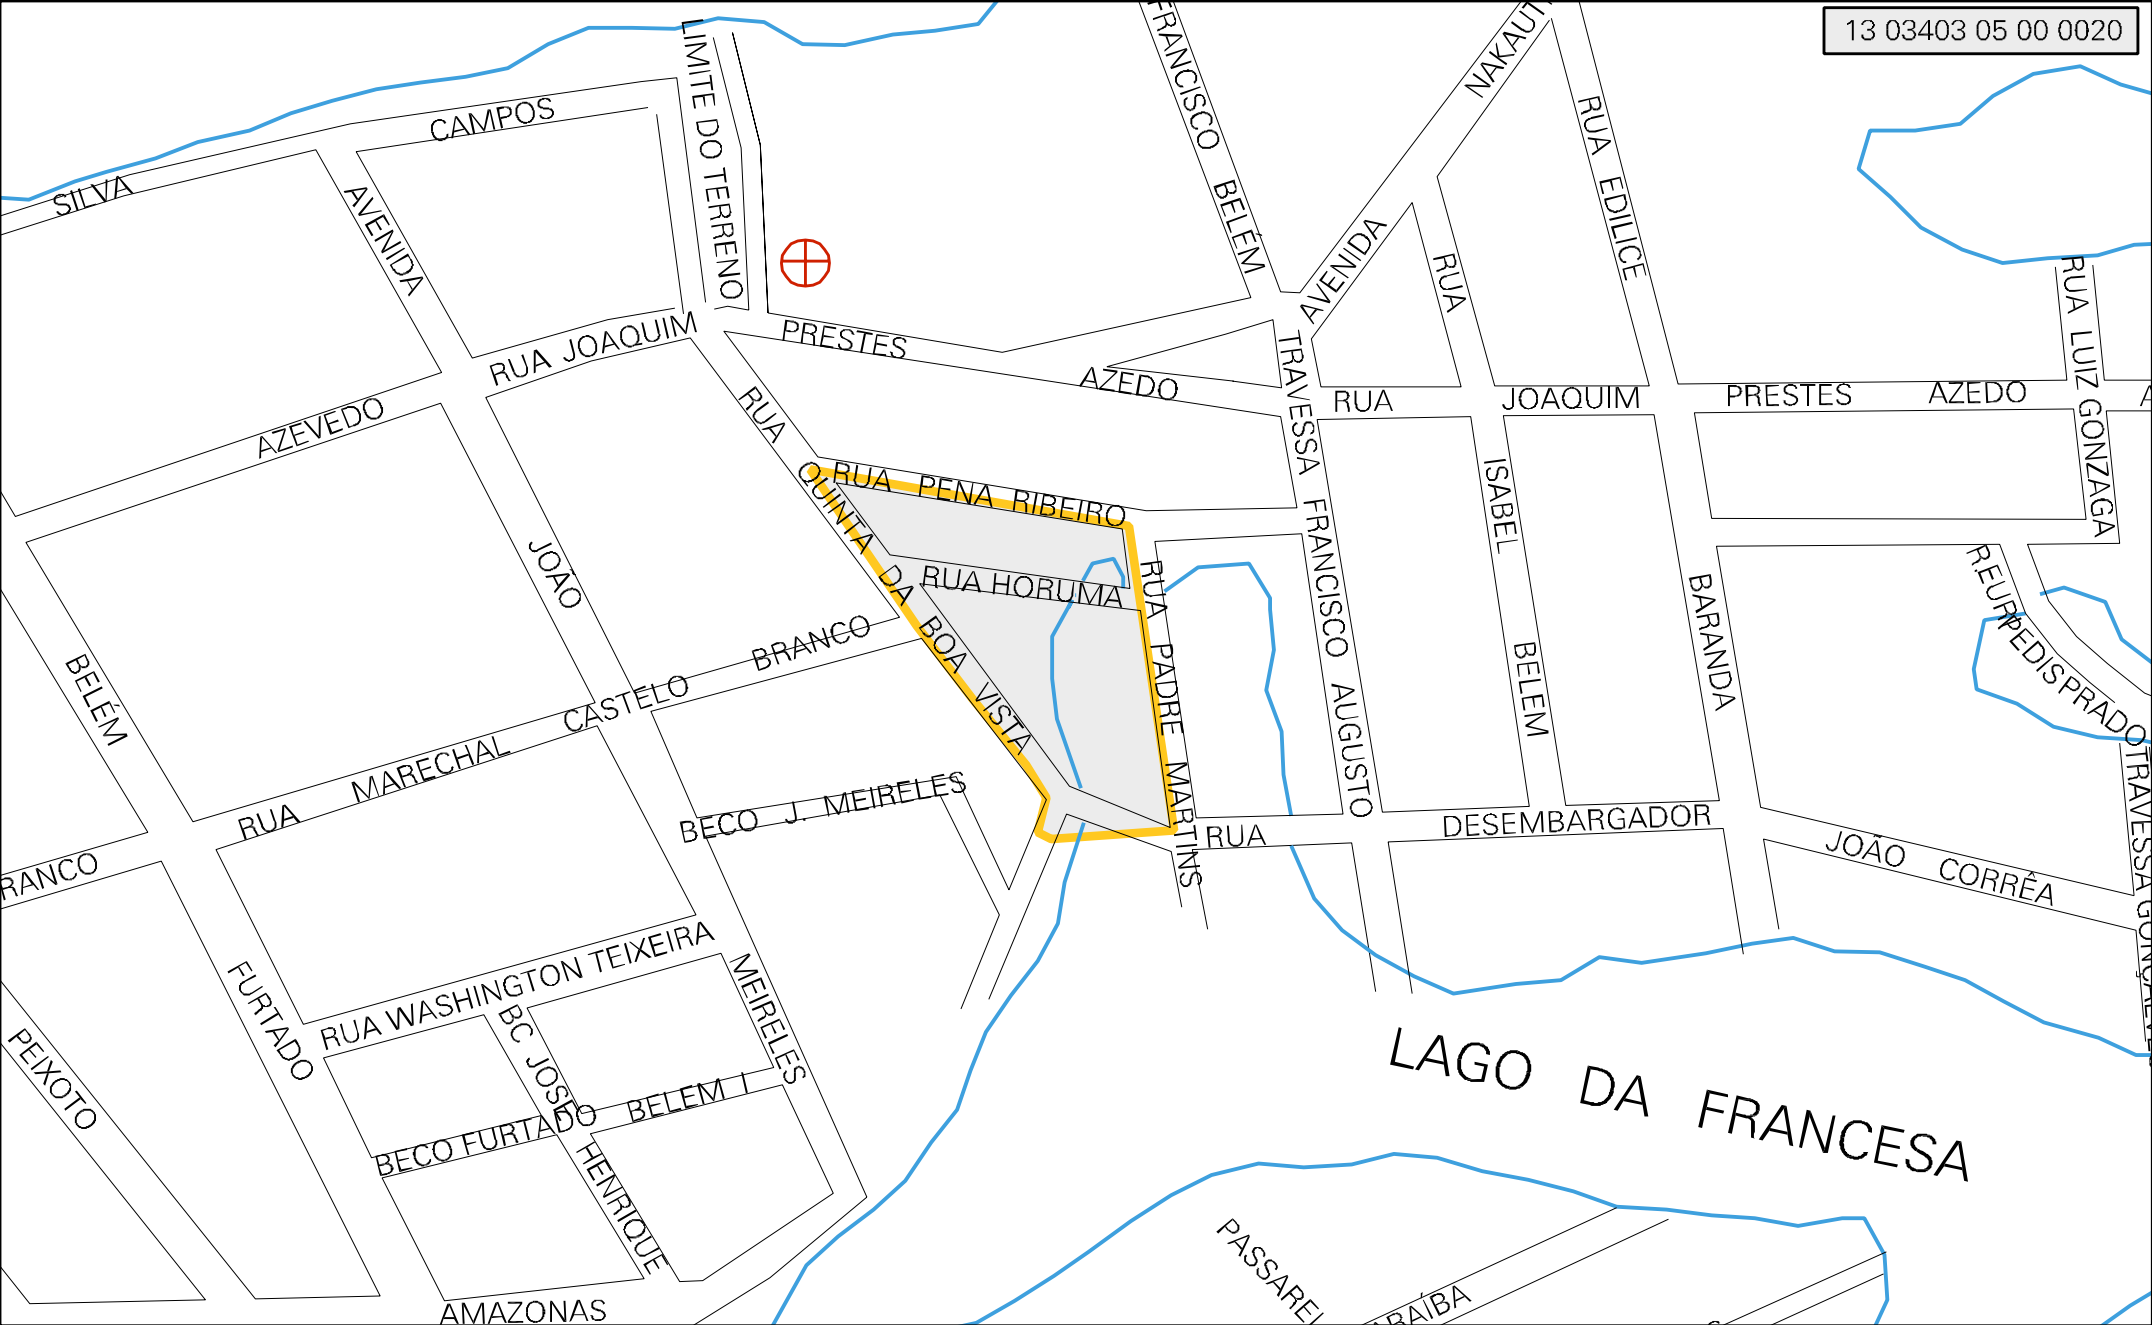 13 03403 05 00 0020
LIMITE DO TERRENO
FRANCISCO BELÉM
NAKAUT
CAMPOS
SILVA
AVENIDA
RUA EDILICE
AVENIDA
RUA
RUA LUIZ GONZAGA
RUA JOAQUIM
PRESTES
AZEDO
RUA
JOAQUIM
PRESTES
AZEDO
AZEVEDO
RUA
QUINTA DA BOA VISTA
RUA PENA RIBEIRO
TRAVESSA FRANCISCO AUGUSTO
ISABEL
BELEM
BARANDA
JOÃO
RUA HORUMA
RUA PADRE MARTINS
R.EURIPEDISPRADO
BELÉM
RUA MARECHAL CASTELO BRANCO
BECO J. MEIRELES
RUA
DESEMBARGADOR
JOÃO CORRÊA
RANCO
RUA WASHINGTON TEIXEIRA
MEIRELES
FURTADO
BC JOSE
HENRIQUE
PEIXOTO
BECO FURTADO BELEM I
LAGO DA FRANCESA
PASSAREL
RAÍBA
AMAZONAS